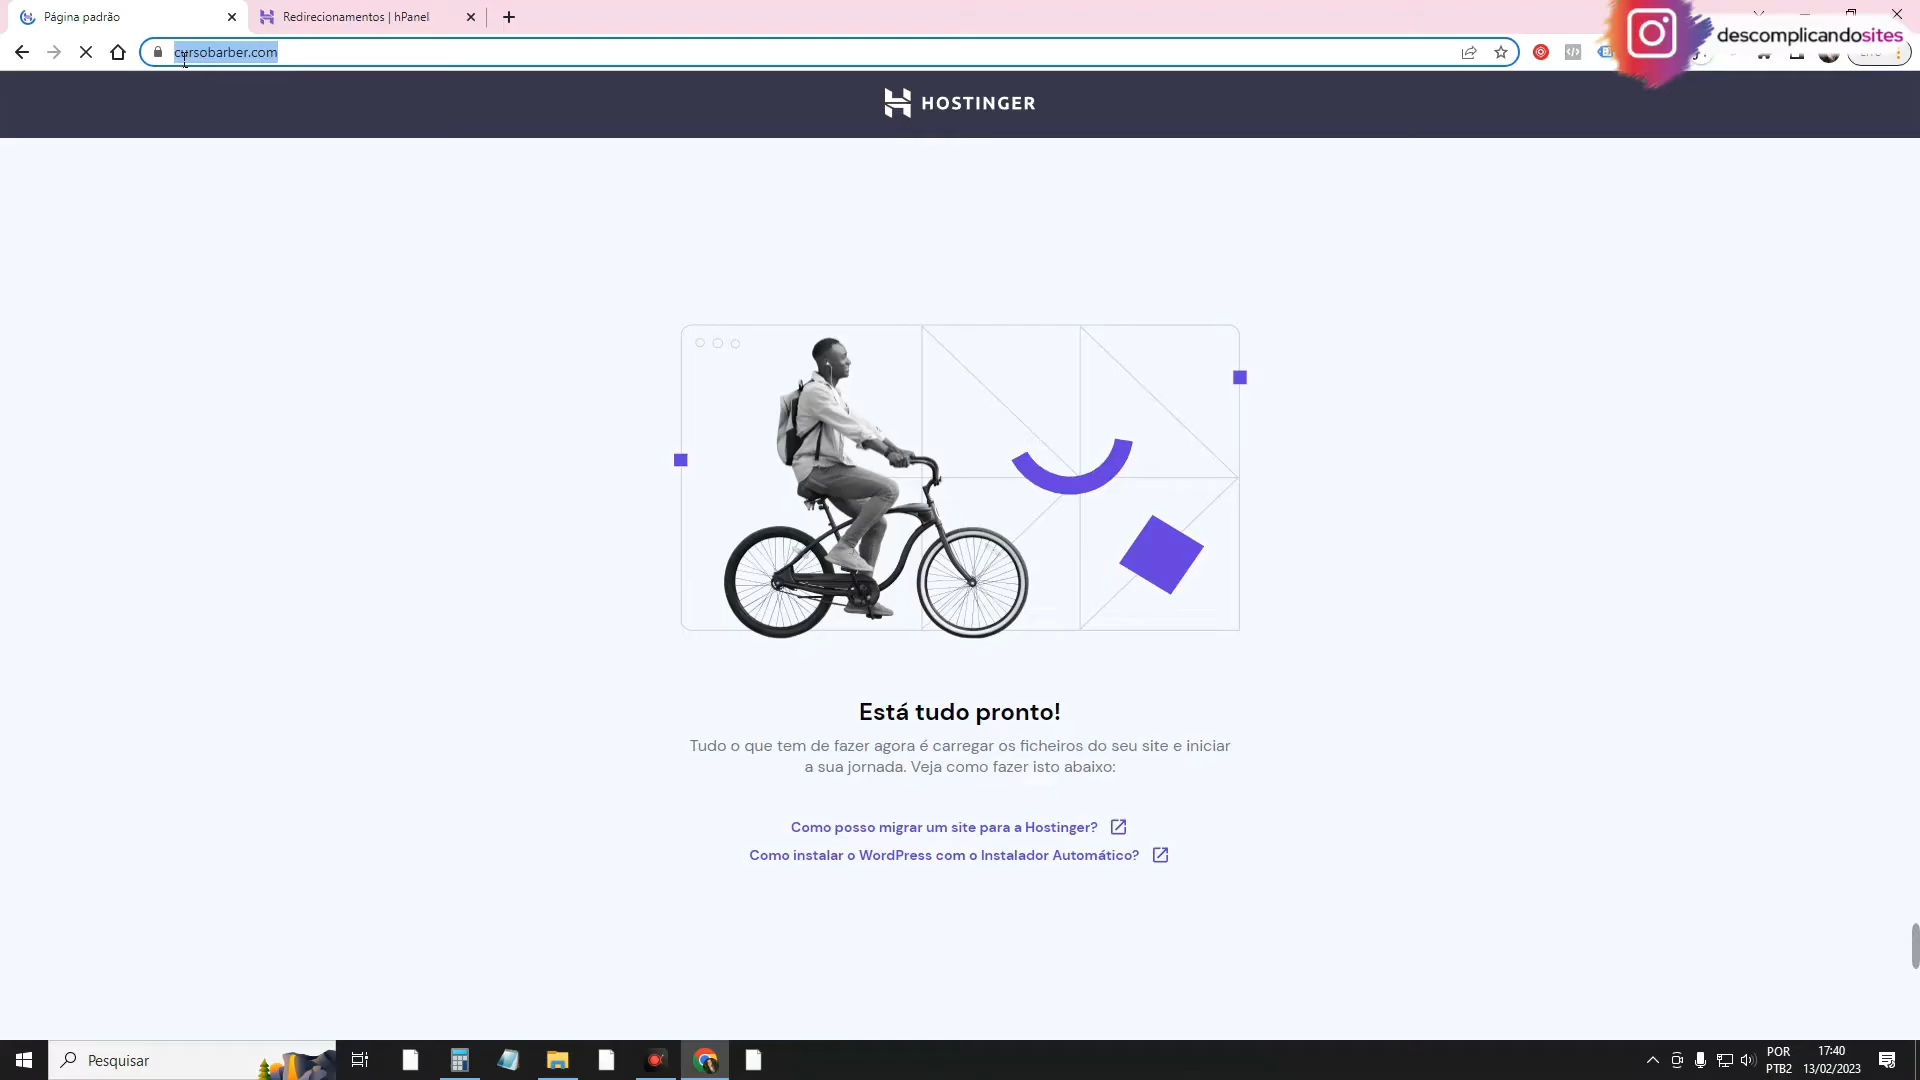 Página padrão
Redirecionamentos | hPanel
descomplicandosites
cursobarber.com
HOSTINGER
Está tudo pronto!
Tudo o que tem de fazer agora é carregar os ficheiros do seu site e iniciar
a sua jornada. Veja como fazer isto abaixo:
Como posso migrar um site para a Hostinger?
Como instalar o WordPress com o Instalador Automático?
Pesquisar
POR
PTB2
17:40
13/02/2023